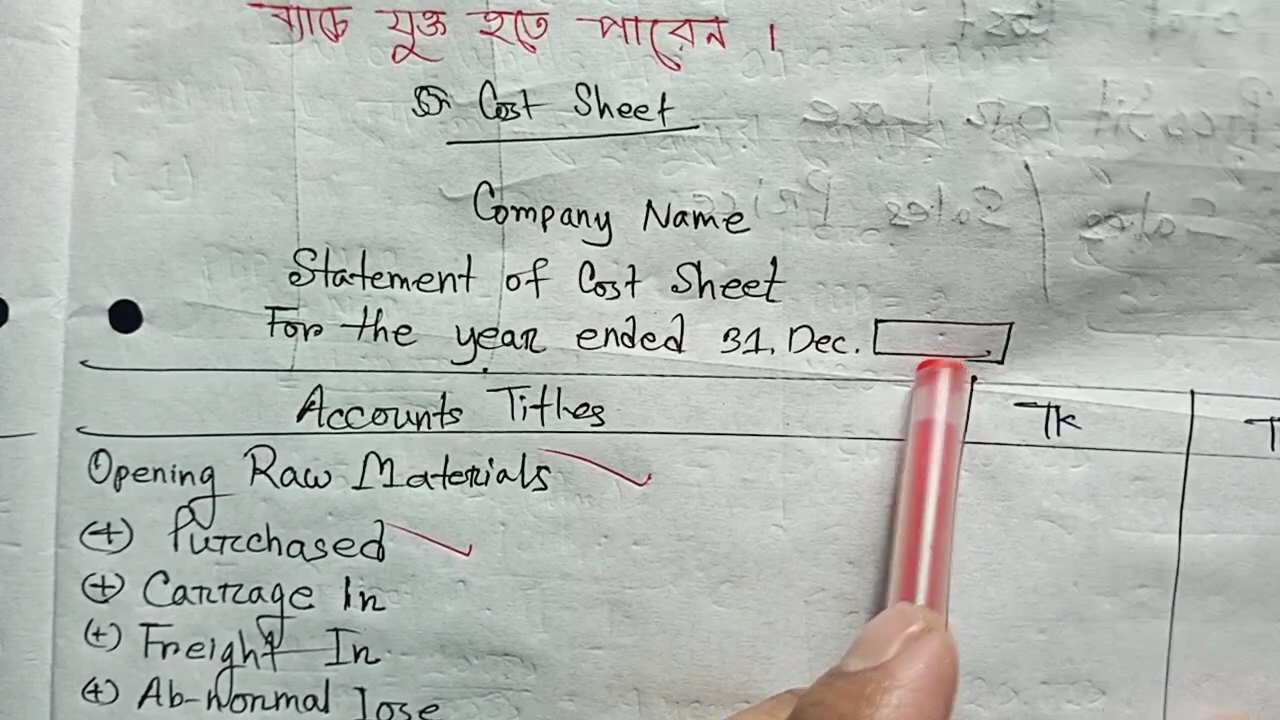 ব্যাচে যুক্ত হতে পারেন ।
Cost Sheet
Company Name
Statement of Cost Sheet
For the year ended 31, Dec.
Accounts Titles Tk T
Opening Raw Materials
(+) Purchased
(+) Carrage In
(+) Freight In
(+) Ab-normal lose